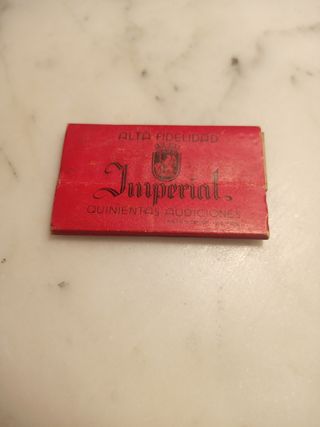 ALTA FIDELIDAD
Imperial
QUINIENTAS AUDICIONES